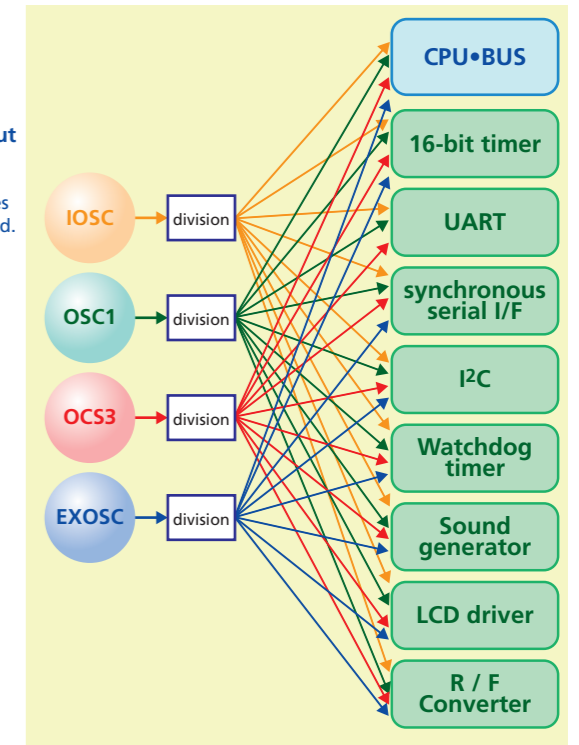 ut
es
d.
IOSC
division
OSC1
division
OCS3
division
EXOSC
division
CPU•BUS
16-bit timer
UART
synchronous
serial I/F
I²C
Watchdog
timer
Sound
generator
LCD driver
R / F
Converter